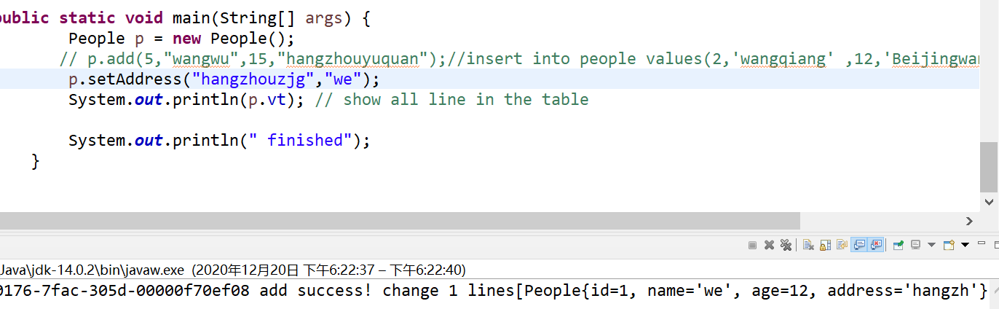 public static void main(String[] args) {
People p = new People();
// p.add(5,"wangwu",15,"hangzhouyuquan");//insert into people values(2,'wangqiang' ,12,'Beijingwan
p.setAddress("hangzhouzjg","we");
System.out.println(p.vt); // show all line in the table
System.out.println(" finished");
}
Java\jdk-14.0.2\bin\javaw.exe (2020年12月20日 下午6:22:37 – 下午6:22:40)
0176-7fac-305d-00000f70ef08 add success! change 1 lines[People{id=1, name='we', age=12, address='hangzh'}